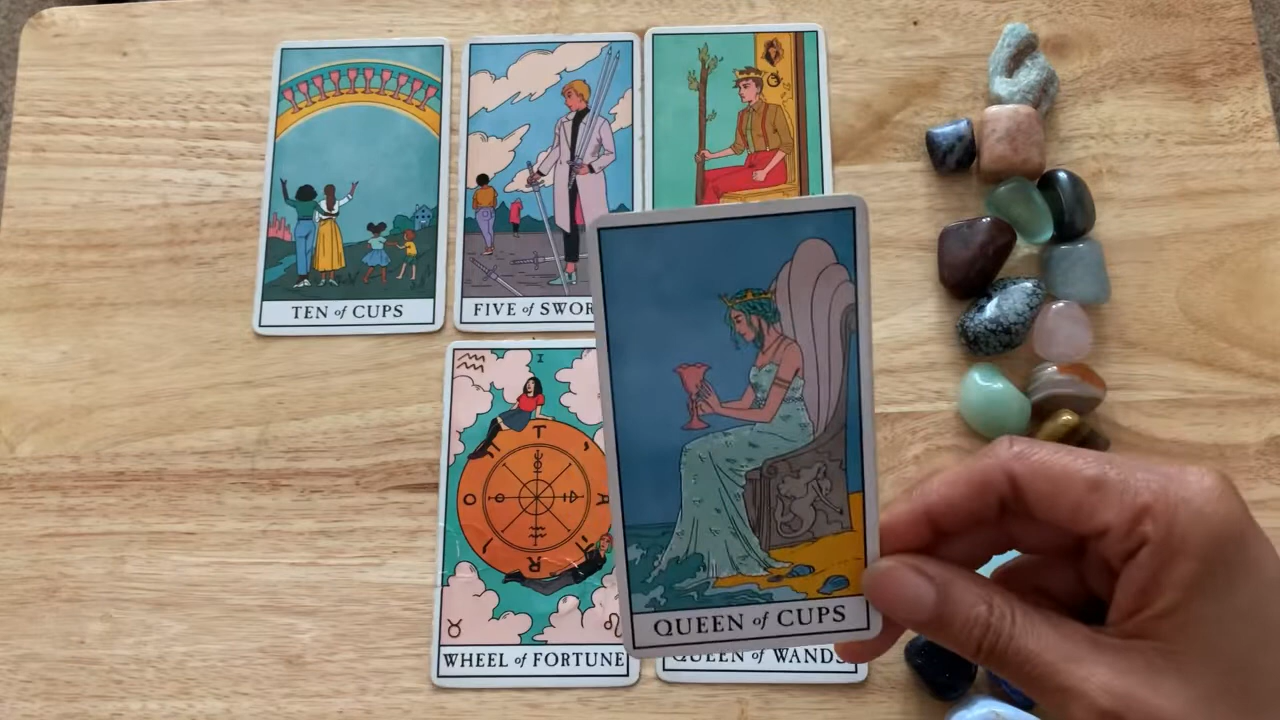 TEN of CUPS
FIVE of SWOR
I
T
A
R
O
WHEEL of FORTUNE
QUEEN of CUPS
QUEEN of WANDS